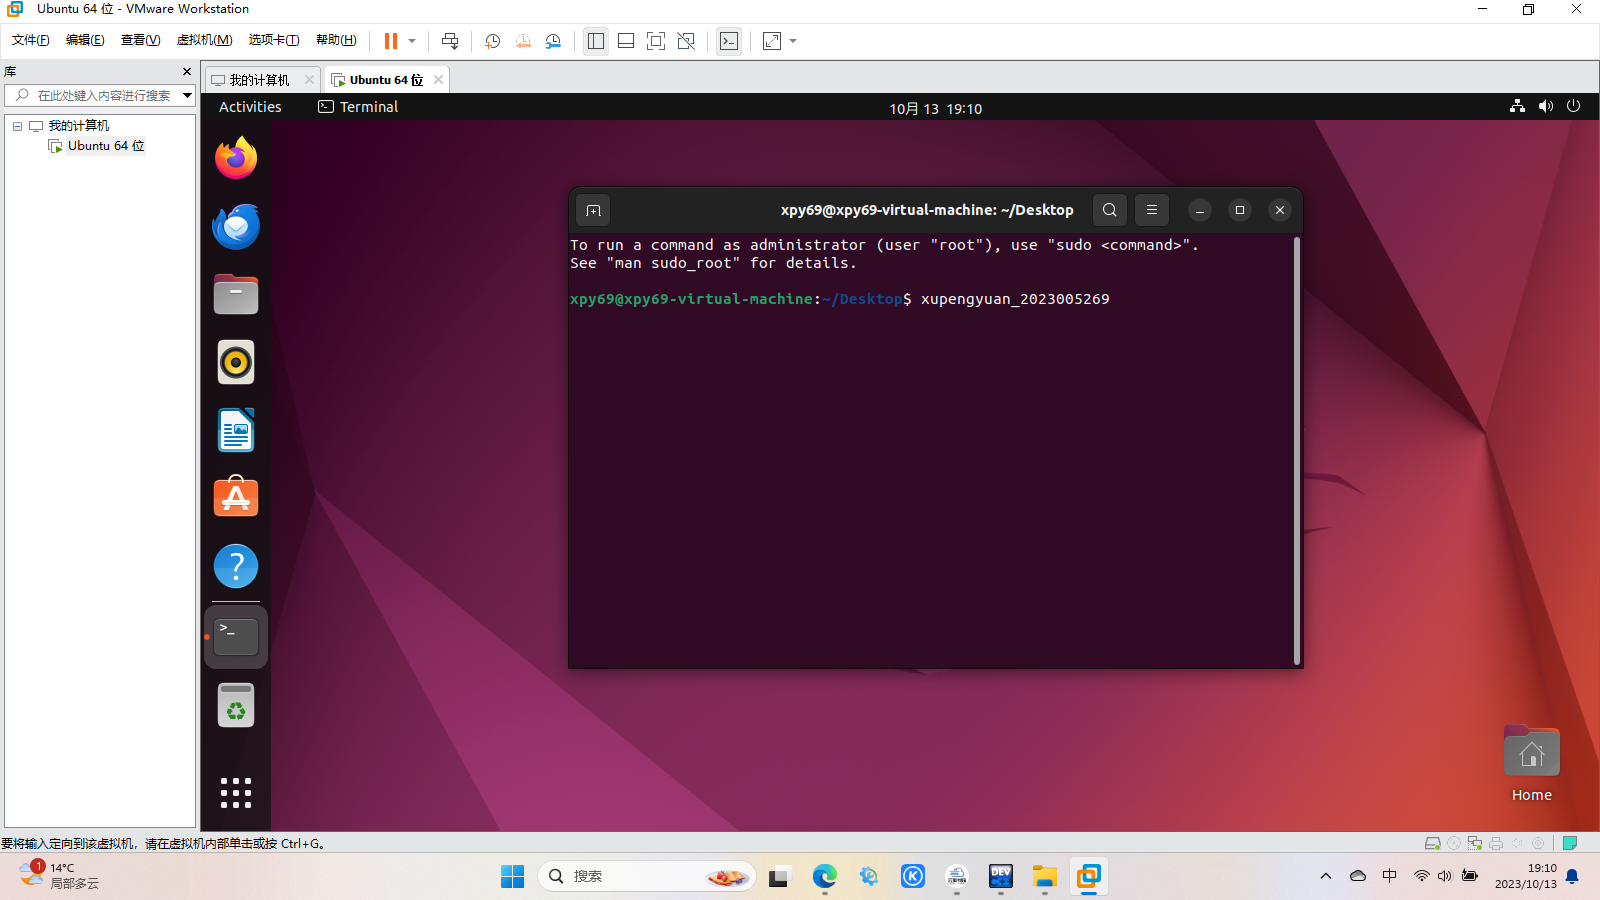 Ubuntu 64 位 - VMware Workstation
文件(F) 编辑(E) 查看(V) 虚拟机(M) 选项卡(T) 帮助(H)
库
在此处键入内容进行搜索
我的计算机
Ubuntu 64 位
我的计算机 Ubuntu 64 位
Activities Terminal 10月 13 19:10
xpy69@xpy69-virtual-machine: ~/Desktop
To run a command as administrator (user "root"), use "sudo <command>".
See "man sudo_root" for details.
xpy69@xpy69-virtual-machine:~/Desktop$ xupengyuan_2023005269
Home
要将输入定向到该虚拟机，请在虚拟机内部单击或按 Ctrl+G。
1
14°C
局部多云
搜索
DEV
中
19:10
2023/10/13